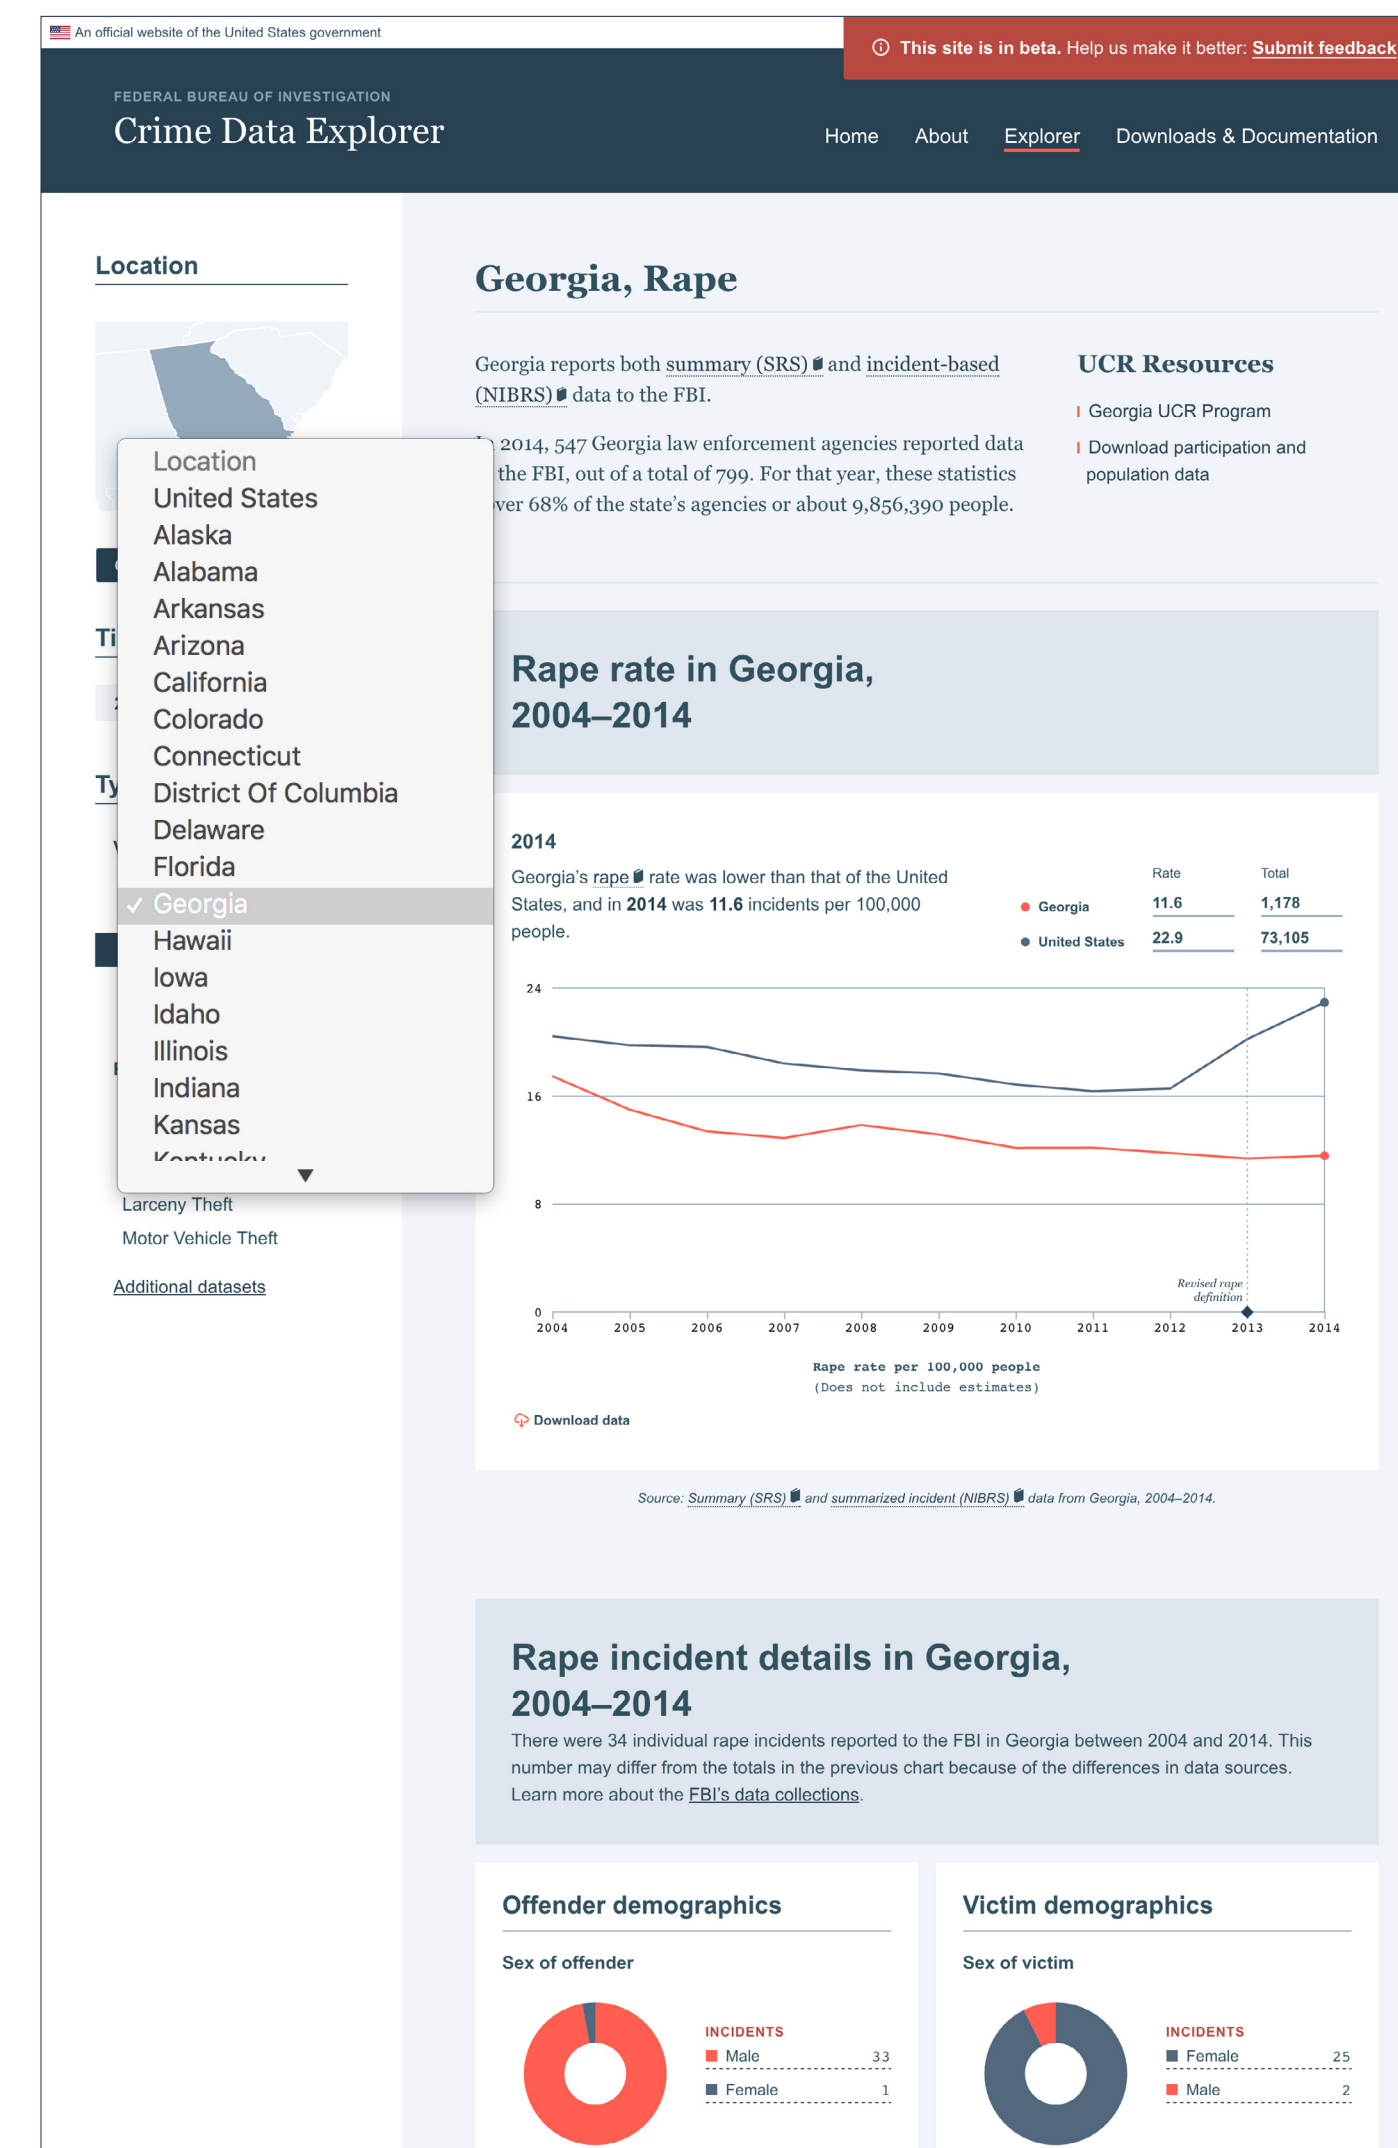 An official website of the United States government
This site is in beta. Help us make it better: Submit feedback
FEDERAL BUREAU OF INVESTIGATION
Crime Data Explorer
Home About Explorer Downloads & Documentation
Location
Location
United States
Alaska
Alabama
Arkansas
Arizona
California
Colorado
Connecticut
District Of Columbia
Delaware
Florida
✓ Georgia
Hawaii
Iowa
Idaho
Illinois
Indiana
Kansas
Kentucky
Larceny Theft
Motor Vehicle Theft
Additional datasets
Georgia, Rape
Georgia reports both summary (SRS) and incident-based
(NIBRS) data to the FBI.
2014, 547 Georgia law enforcement agencies reported data
the FBI, out of a total of 799. For that year, these statistics
ver 68% of the state’s agencies or about 9,856,390 people.
UCR Resources
Georgia UCR Program
Download participation and
population data
Rape rate in Georgia,
2004–2014
2014
Georgia’s rape rate was lower than that of the United
States, and in 2014 was 11.6 incidents per 100,000
people.
Rate Total
Georgia 11.6 1,178
United States 22.9 73,105
24
16
8
0
Revised rape
definition
2004 2005 2006 2007 2008 2009 2010 2011 2012 2013 2014
Rape rate per 100,000 people
(Does not include estimates)
Download data
Source: Summary (SRS) and summarized incident (NIBRS) data from Georgia, 2004–2014.
Rape incident details in Georgia,
2004–2014
There were 34 individual rape incidents reported to the FBI in Georgia between 2004 and 2014. This
number may differ from the totals in the previous chart because of the differences in data sources.
Learn more about the FBI’s data collections.
Offender demographics
Sex of offender
INCIDENTS
Male 33
Female 1
Victim demographics
Sex of victim
INCIDENTS
Female 25
Male 2